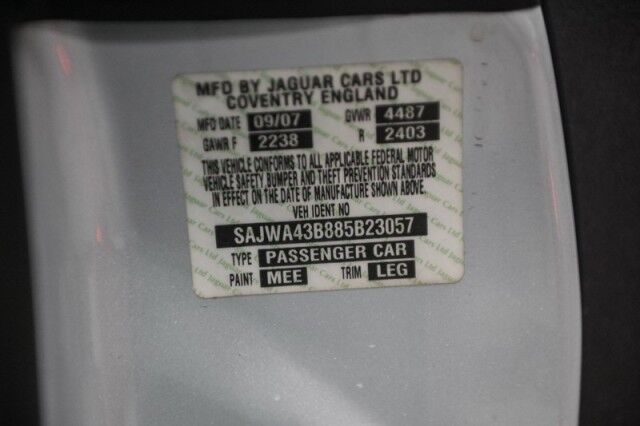 MFD BY JAGUAR CARS LTD
COVENTRY ENGLAND
MFD DATE 09/07 GVWR 4487
GAWR F 2238 R 2403
THIS VEHICLE CONFORMS TO ALL APPLICABLE FEDERAL MOTOR
VEHICLE SAFETY BUMPER AND THEFT PREVENTION STANDARDS
IN EFFECT ON THE DATE OF MANUFACTURE SHOWN ABOVE.
VEH IDENT NO
SAJWA43B885B23057
TYPE PASSENGER CAR
PAINT MEE TRIM LEG